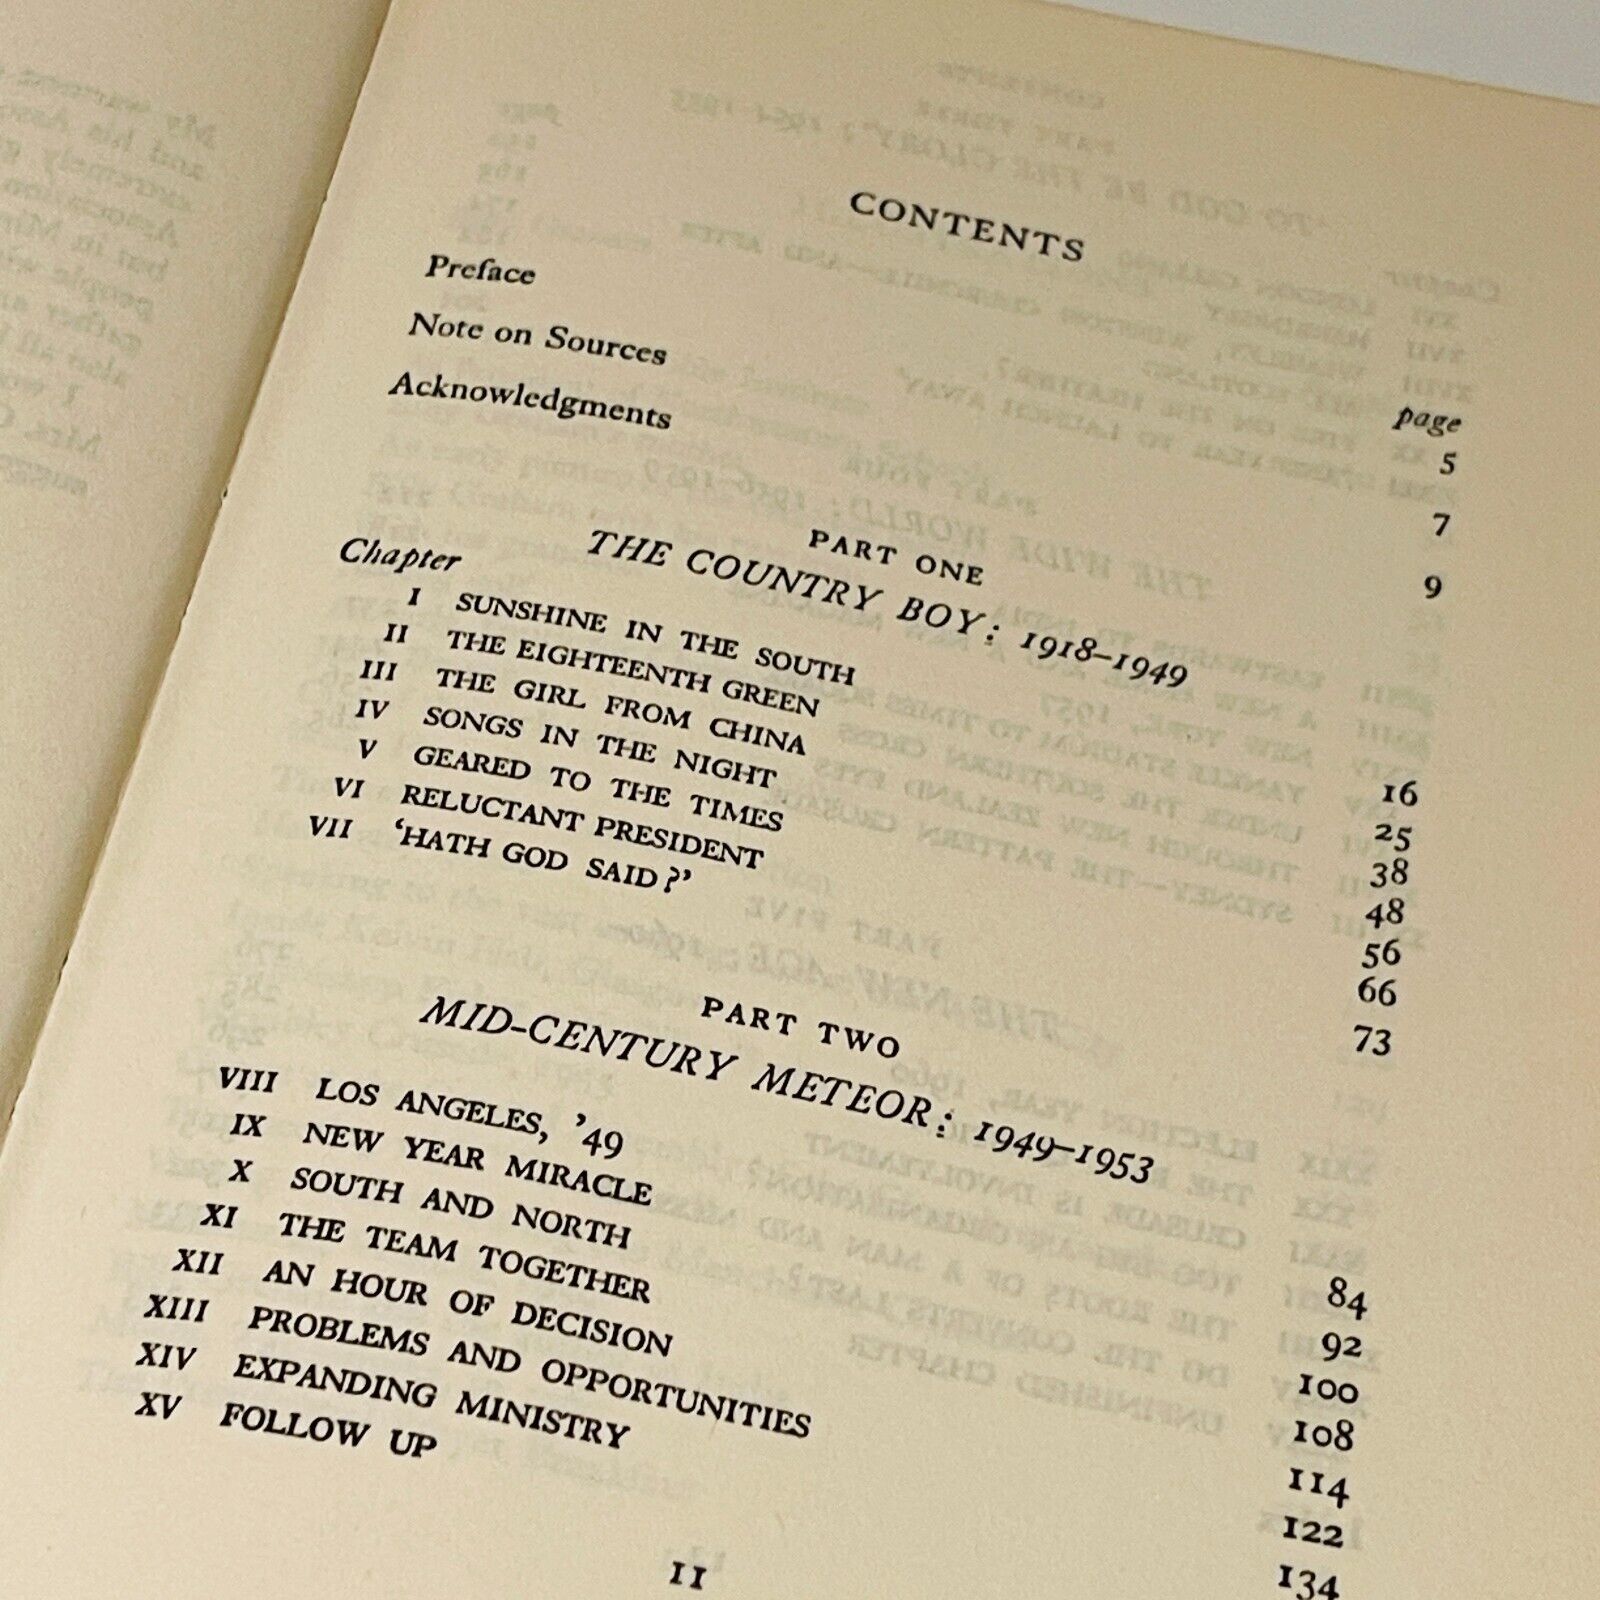 CONTENTS
page
Preface 5
Note on Sources 7
Acknowledgments 9
PART ONE
THE COUNTRY BOY: 1918–1949
Chapter
I SUNSHINE IN THE SOUTH 16
II THE EIGHTEENTH GREEN 25
III THE GIRL FROM CHINA 38
IV SONGS IN THE NIGHT 48
V GEARED TO THE TIMES 56
VI RELUCTANT PRESIDENT 66
VII ‘HATH GOD SAID?’ 73
PART TWO
MID-CENTURY METEOR: 1949–1953
VIII LOS ANGELES, ’49 84
IX NEW YEAR MIRACLE 92
X SOUTH AND NORTH 100
XI THE TEAM TOGETHER 108
XII AN HOUR OF DECISION 114
XIII PROBLEMS AND OPPORTUNITIES 122
XIV EXPANDING MINISTRY 134
XV FOLLOW UP
11